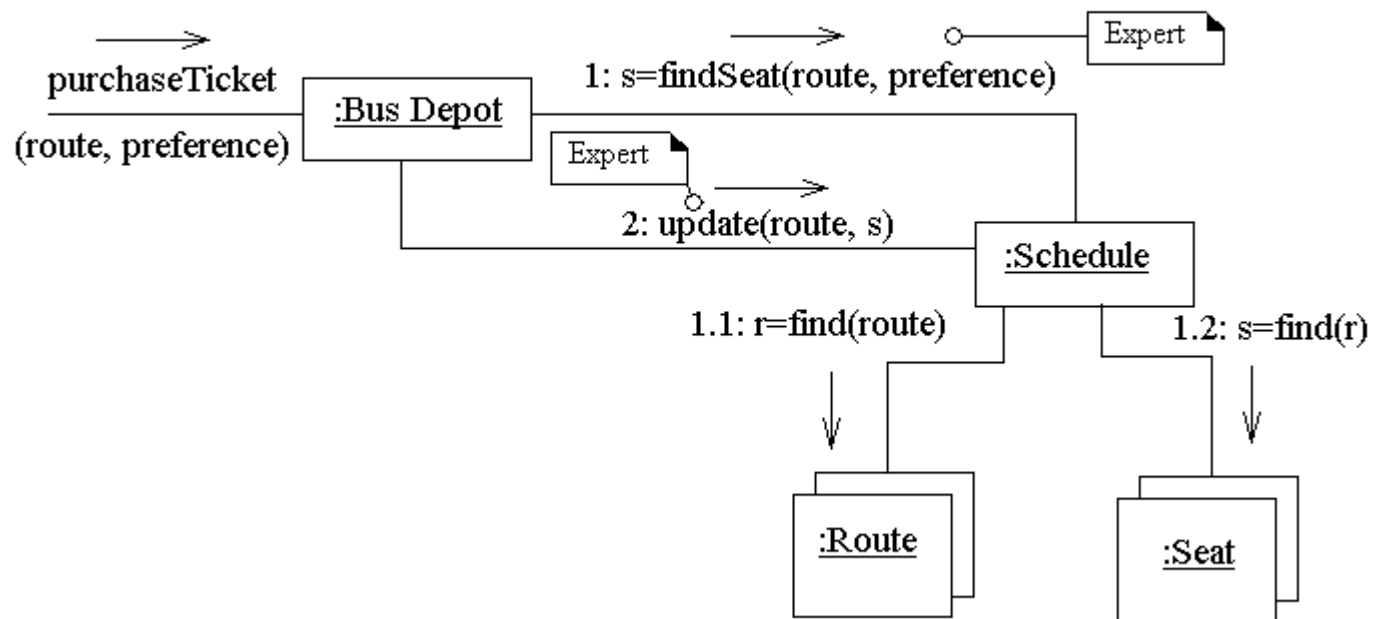 Expert
purchaseTicket
1: s=findSeat(route, preference)
:Bus Depot
(route, preference)
Expert
2: update(route, s)
:Schedule
1.1: r=find(route)
1.2: s=find(r)
:Route
:Seat